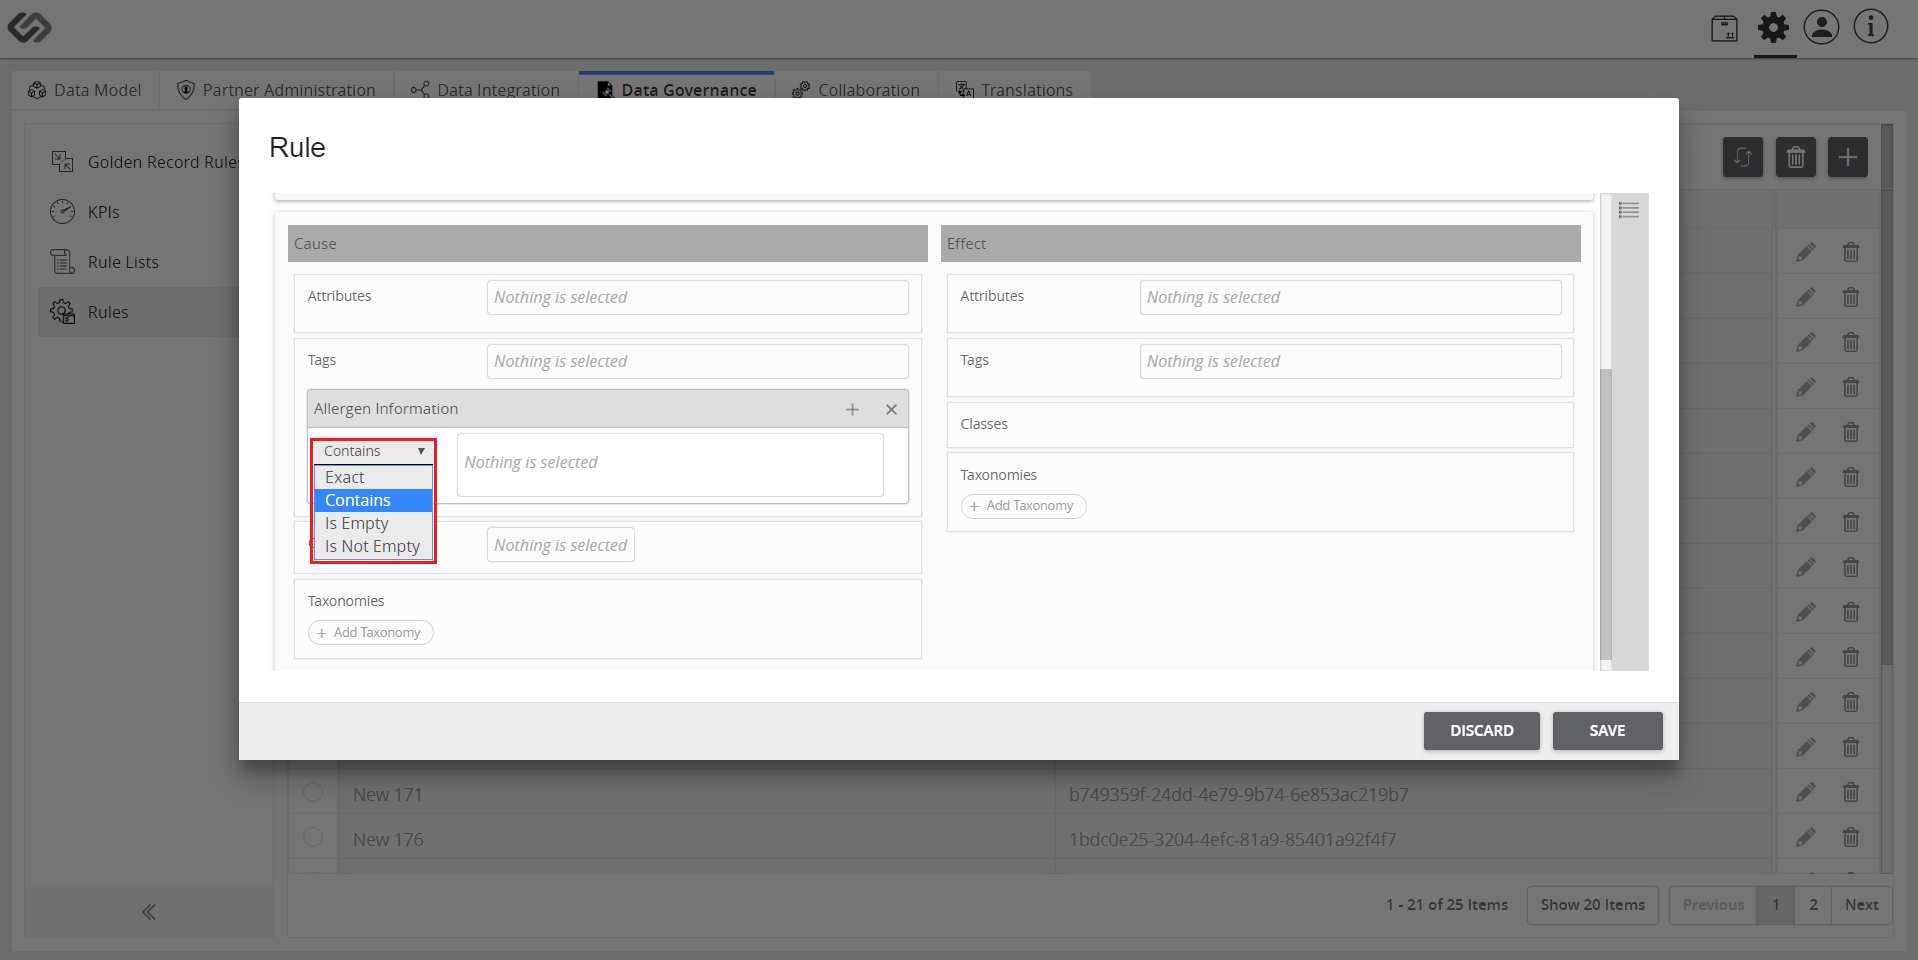 Data Model
Partner Administration
Data Integration
Data Governance
Collaboration
Translations
Golden Record Rules
KPIs
Rule Lists
Rules
Rule
Cause
Effect
Attributes
Nothing is selected
Attributes
Nothing is selected
Tags
Nothing is selected
Tags
Nothing is selected
Allergen Information
Contains
Nothing is selected
Exact
Contains
Is Empty
Is Not Empty
Nothing is selected
Classes
Taxonomies
Add Taxonomy
Taxonomies
Add Taxonomy
DISCARD
SAVE
New 171
b749359f-24dd-4e79-9b74-6e853ac219b7
New 176
1bdc0e25-3204-4efc-81a9-85401a92f4f7
1 - 21 of 25 Items
Show 20 Items
Previous
1
2
Next